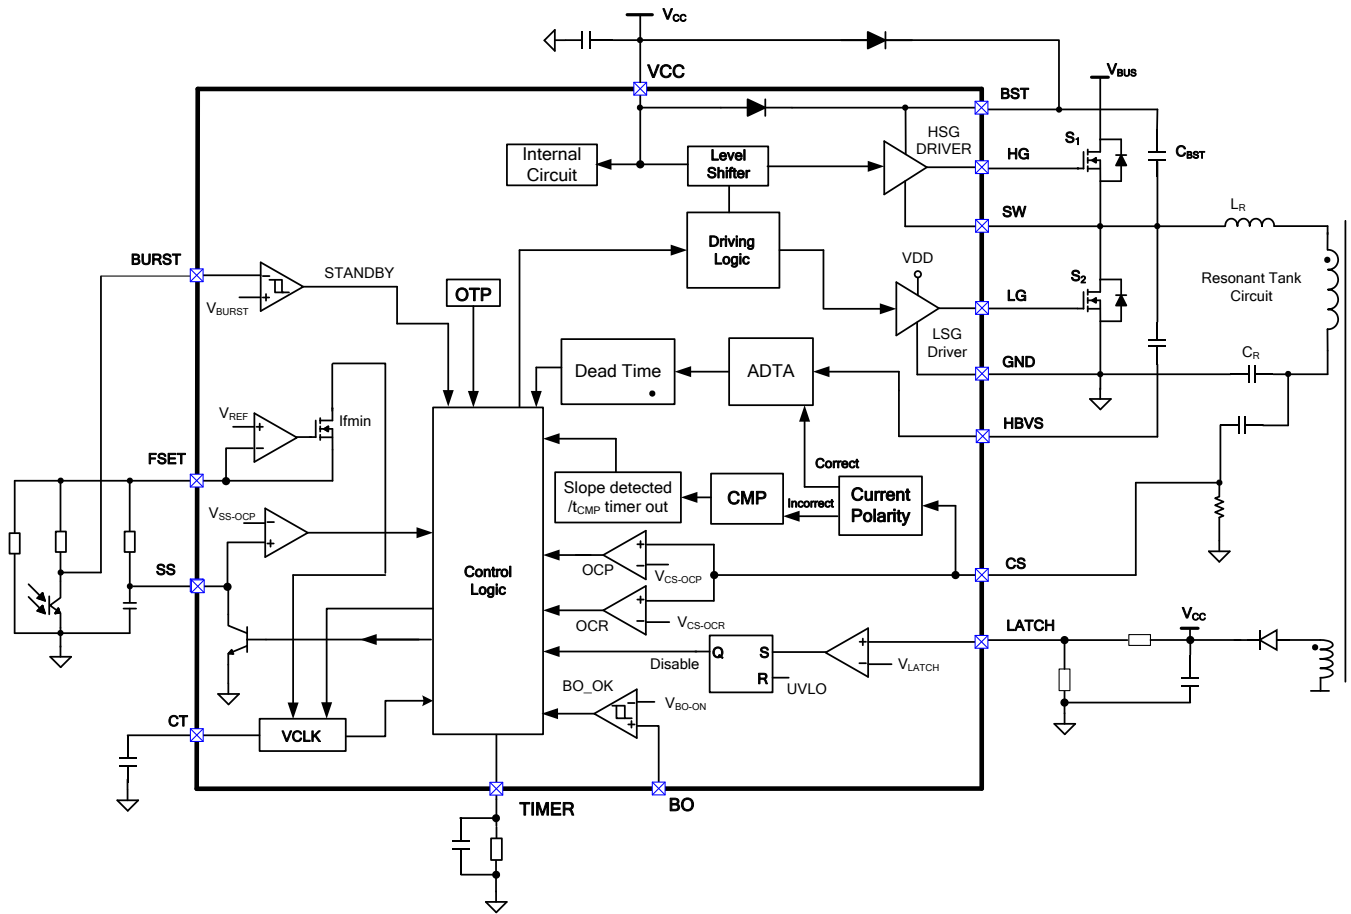 VCC
VCC
VBUS
BST
HSG
DRIVER
S1
HG
CBST
Internal
Circuit
Level
Shifter
SW
LR
Driving
Logic
BURST
STANDBY
VDD
S2
Resonant Tank
Circuit
VBURST
OTP
LG
LSG
Driver
GND
CR
Dead Time
ADTA
VREF
Ifmin
HBVS
FSET
Correct
Slope detected
/tCMP timer out
CMP
Incorrect
Current
Polarity
VSS-OCP
SS
Control
Logic
OCP
VCS-OCP
CS
OCR
VCS-OCR
LATCH
VCC
Disable
Q
S
R
VLATCH
UVLO
BO_OK
VBO-ON
CT
VCLK
TIMER
BO